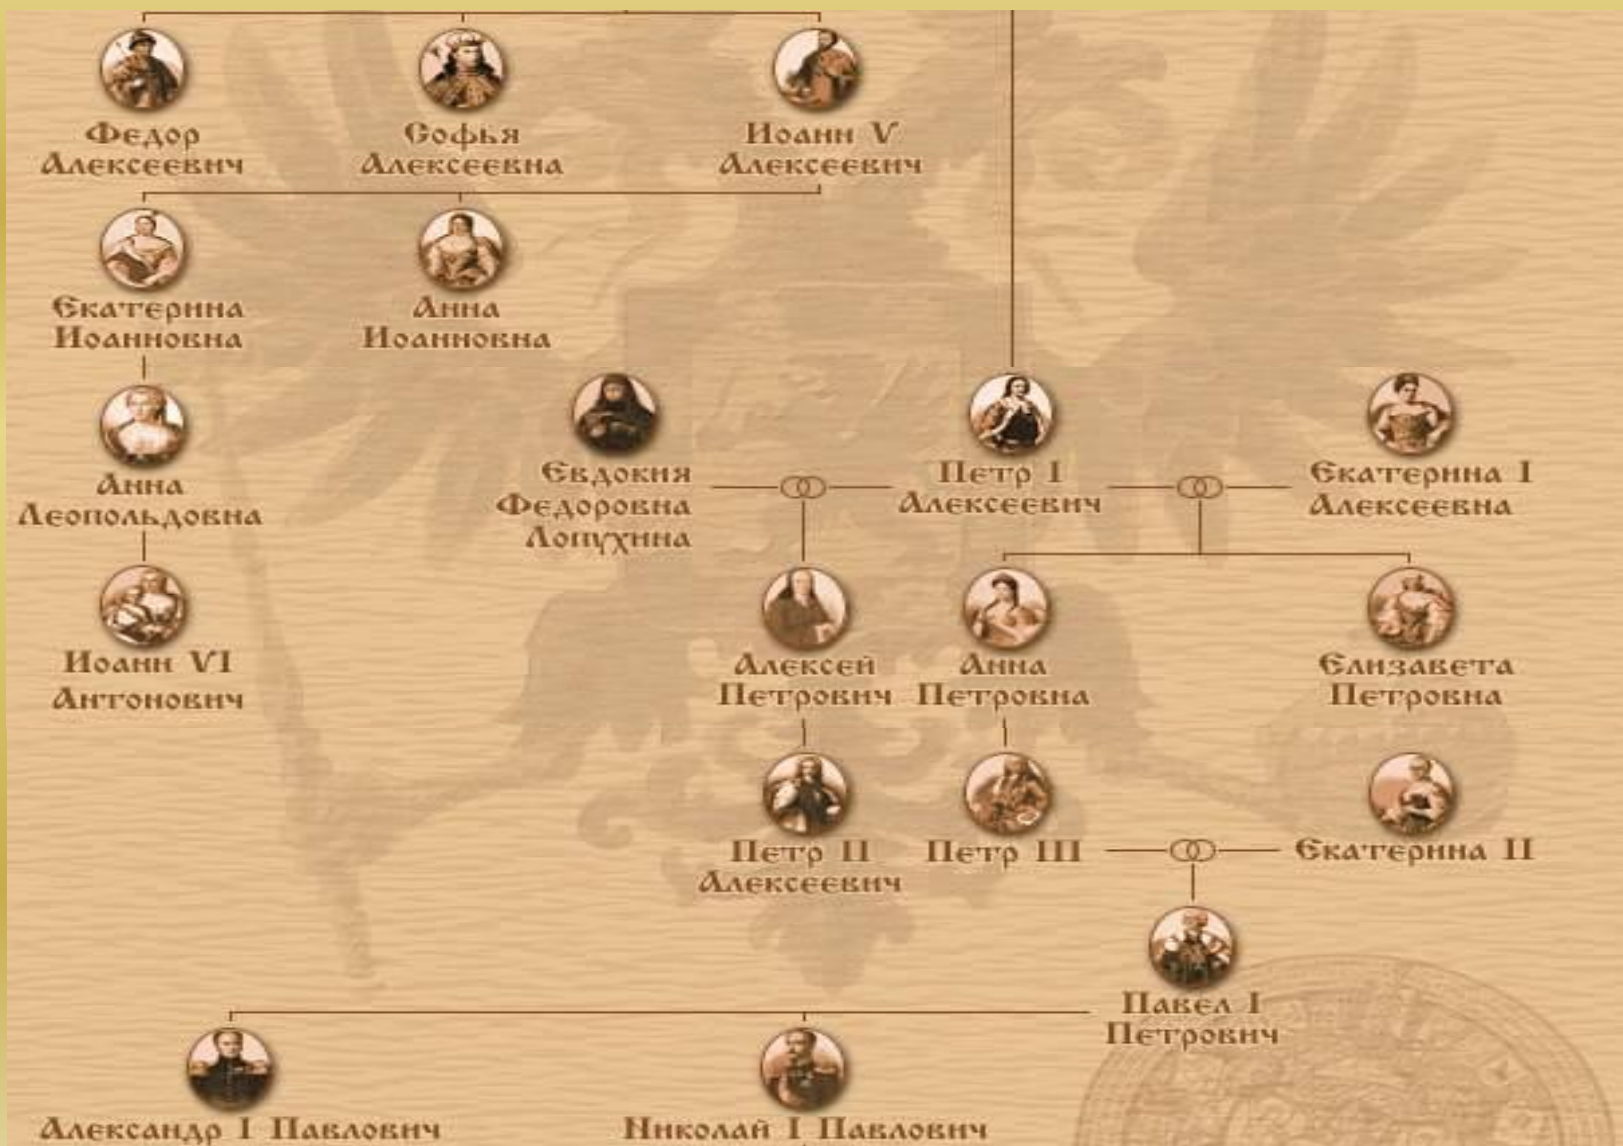 Федор
Алексеевич
Софья
Алексеевна
Иоанн V
Алексеевич
Екатерина
Иоанновна
Анна
Иоанновна
Анна
Леопольдовна
Евдокия
Федоровна
Лопухина
Петр I
Алексеевич
Екатерина I
Алексеевна
Иоанн VI
Антонович
Алексей
Петрович
Анна
Петровна
Елизавета
Петровна
Петр II
Алексеевич
Петр III
Екатерина II
Павел I
Петрович
Александр I Павлович
Николай I Павлович